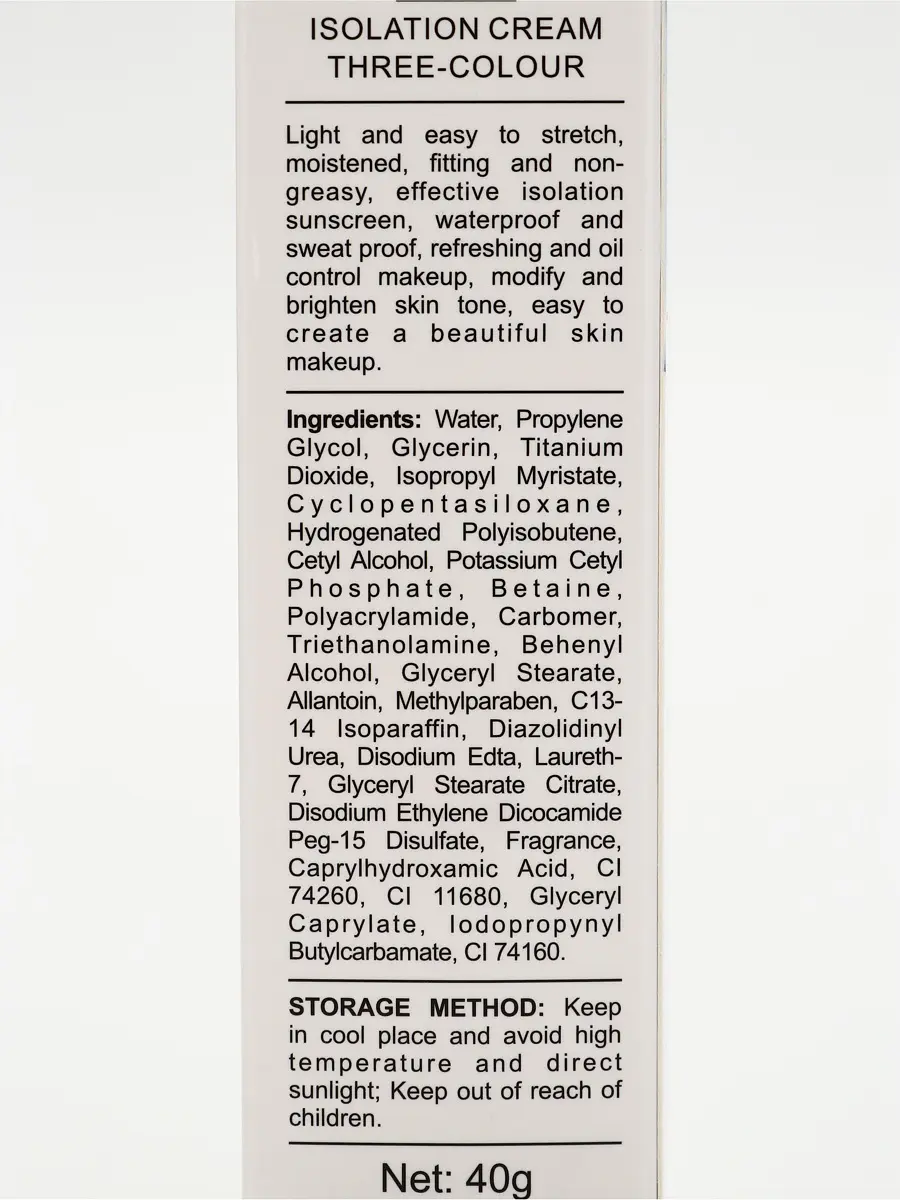 ISOLATION CREAM
THREE-COLOUR
Light and easy to stretch,
moistened, fitting and non-
greasy, effective isolation
sunscreen, waterproof and
sweat proof, refreshing and oil
control makeup, modify and
brighten skin tone, easy to
create a beautiful skin
makeup.
Ingredients: Water, Propylene
Glycol, Glycerin, Titanium
Dioxide, Isopropyl Myristate,
Cyclopentasiloxane,
Hydrogenated Polyisobutene,
Cetyl Alcohol, Potassium Cetyl
Phosphate, Betaine,
Polyacrylamide, Carbomer,
Triethanolamine, Behenyl
Alcohol, Glyceryl Stearate,
Allantoin, Methylparaben, C13-
14 Isoparaffin, Diazolidinyl
Urea, Disodium Edta, Laureth-
7, Glyceryl Stearate Citrate,
Disodium Ethylene Dicocamide
Peg-15 Disulfate, Fragrance,
Caprylhydroxamic Acid, CI
74260, CI 11680, Glyceryl
Caprylate, Iodopropynyl
Butylcarbamate, CI 74160.
STORAGE METHOD: Keep
in cool place and avoid high
temperature and direct
sunlight; Keep out of reach of
children.
Net: 40g